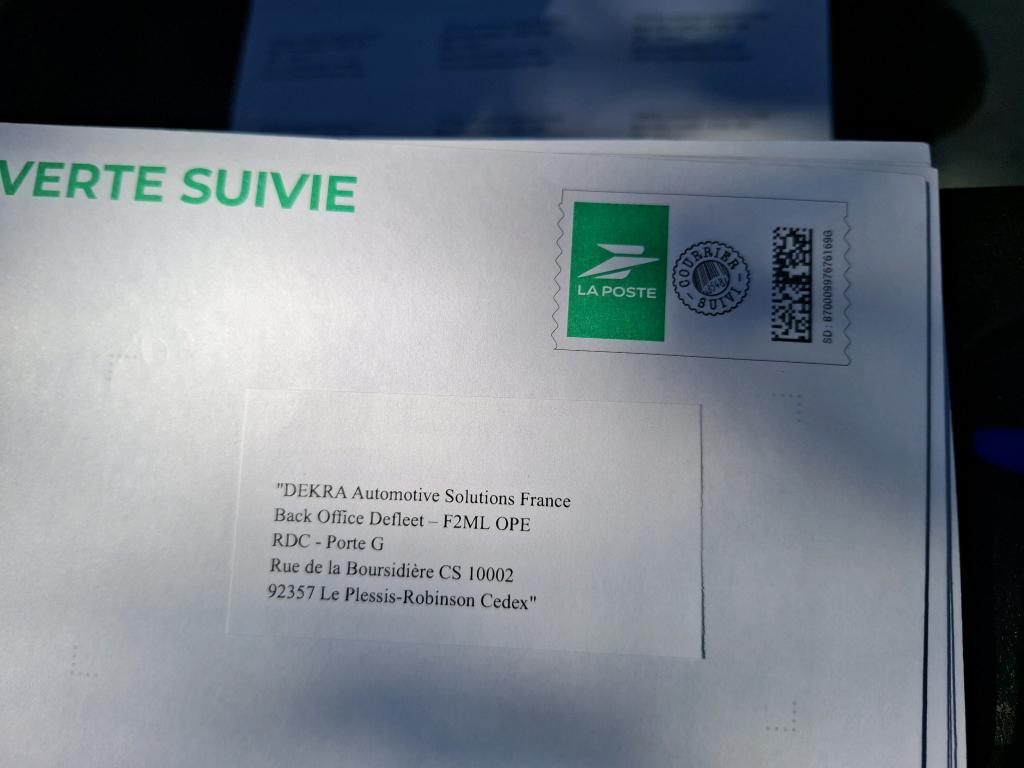 VERTE SUIVIE
LA POSTE
COURRIER
SUIVI
SD : 87000997676169G
"DEKRA Automotive Solutions France
Back Office Defleet – F2ML OPE
RDC - Porte G
Rue de la Boursidière CS 10002
92357 Le Plessis-Robinson Cedex"